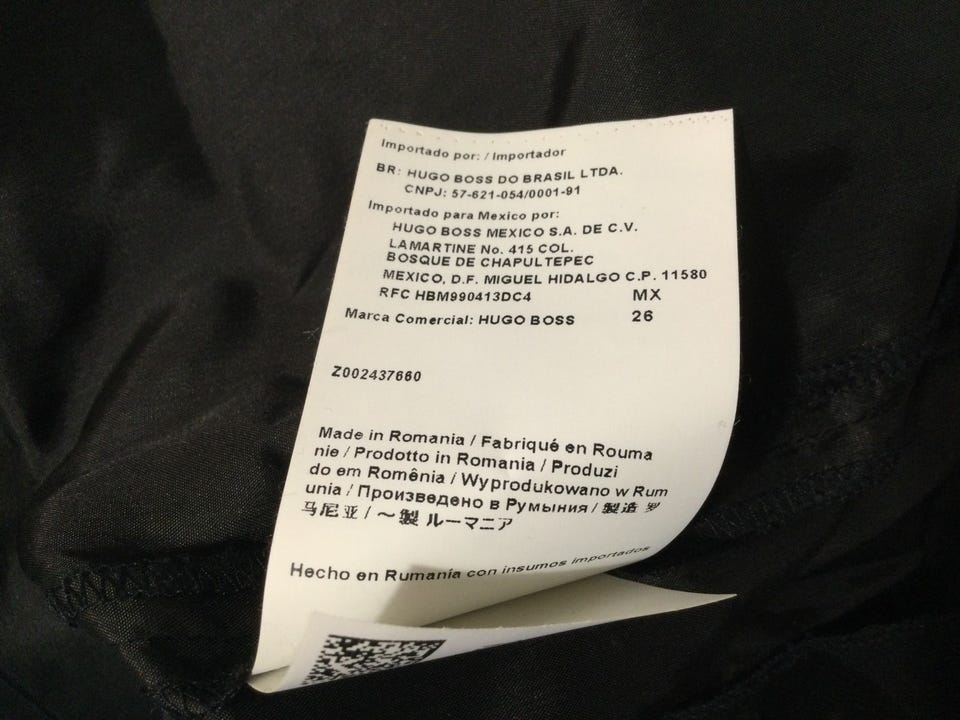 Importado por: / Importador
BR: HUGO BOSS DO BRASIL LTDA.
CNPJ: 57-621-054/0001-91
Importado para Mexico por:
HUGO BOSS MEXICO S.A. DE C.V.
LAMARTINE No. 415 COL.
BOSQUE DE CHAPULTEPEC
MEXICO, D.F. MIGUEL HIDALGO C.P. 11580
RFC HBM990413DC4 MX
Marca Comercial: HUGO BOSS 26
Z002437660
Made in Romania / Fabriqué en Rouma
nie / Prodotto in Romania / Produzi
do em Romênia / Wyprodukowano w Rum
unia / Произведено в Румыния / 製造 罗
马尼亚 / ～製 ルーマニア
Hecho en Rumanía con insumos importados